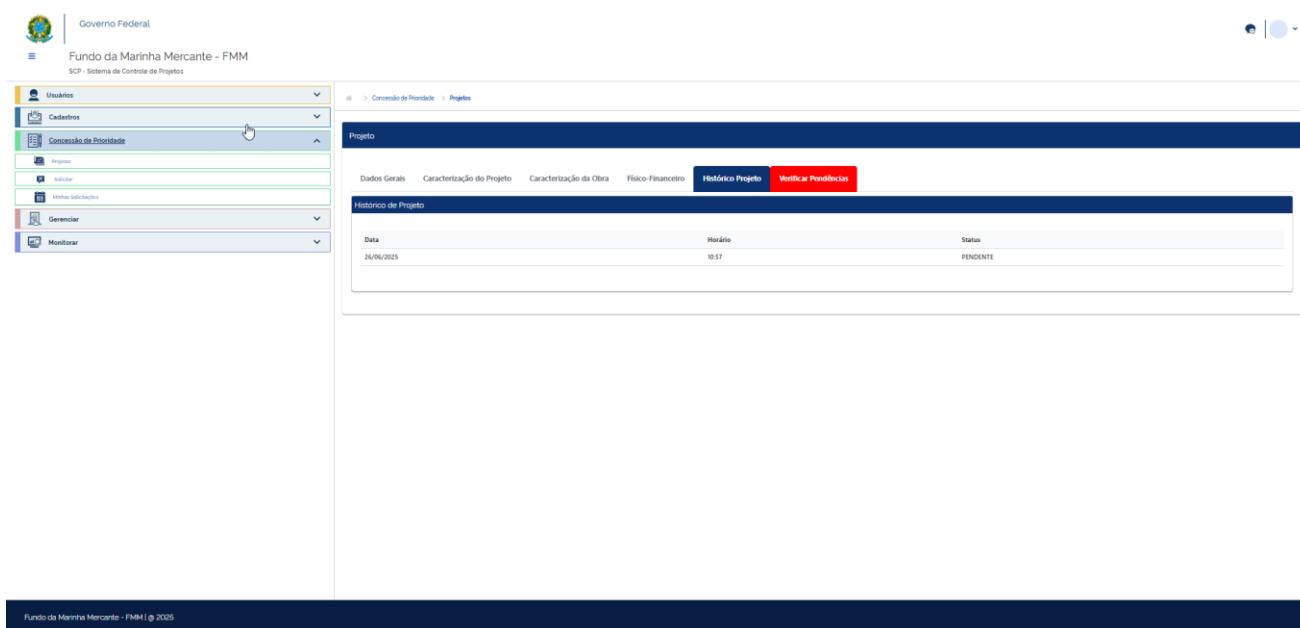 Governo Federal
Fundo da Marinha Mercante - FMM
SCP - Sistema de Controle de Projetos
Usuários
Cadastros
Concessão de Prioridade
Projetos
Solicitar
Minhas Solicitações
Gerenciar
Monitorar
> Concessão de Prioridade > Projetos
Projeto
Dados Gerais Caracterização do Projeto Caracterização da Obra Físico-Financeiro Histórico Projeto Verificar Pendências
Histórico de Projeto
Data Horário Status
26/06/2025 10:57 PENDENTE
Fundo da Marinha Mercante - FMM | @ 2025